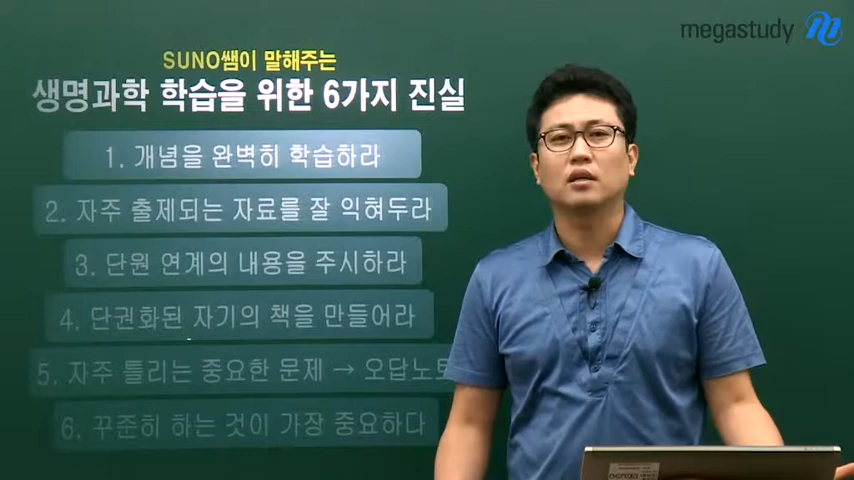 megastudy
SUNO쌤이 말해주는
생명과학 학습을 위한 6가지 진실
1. 개념을 완벽히 학습하라
2. 자주 출제되는 자료를 잘 익혀두라
3. 단원 연계의 내용을 주시하라
4. 단권화된 자기의 책을 만들어라
5. 자주 틀리는 중요한 문제 → 오답노트
6. 꾸준히 하는 것이 가장 중요하다